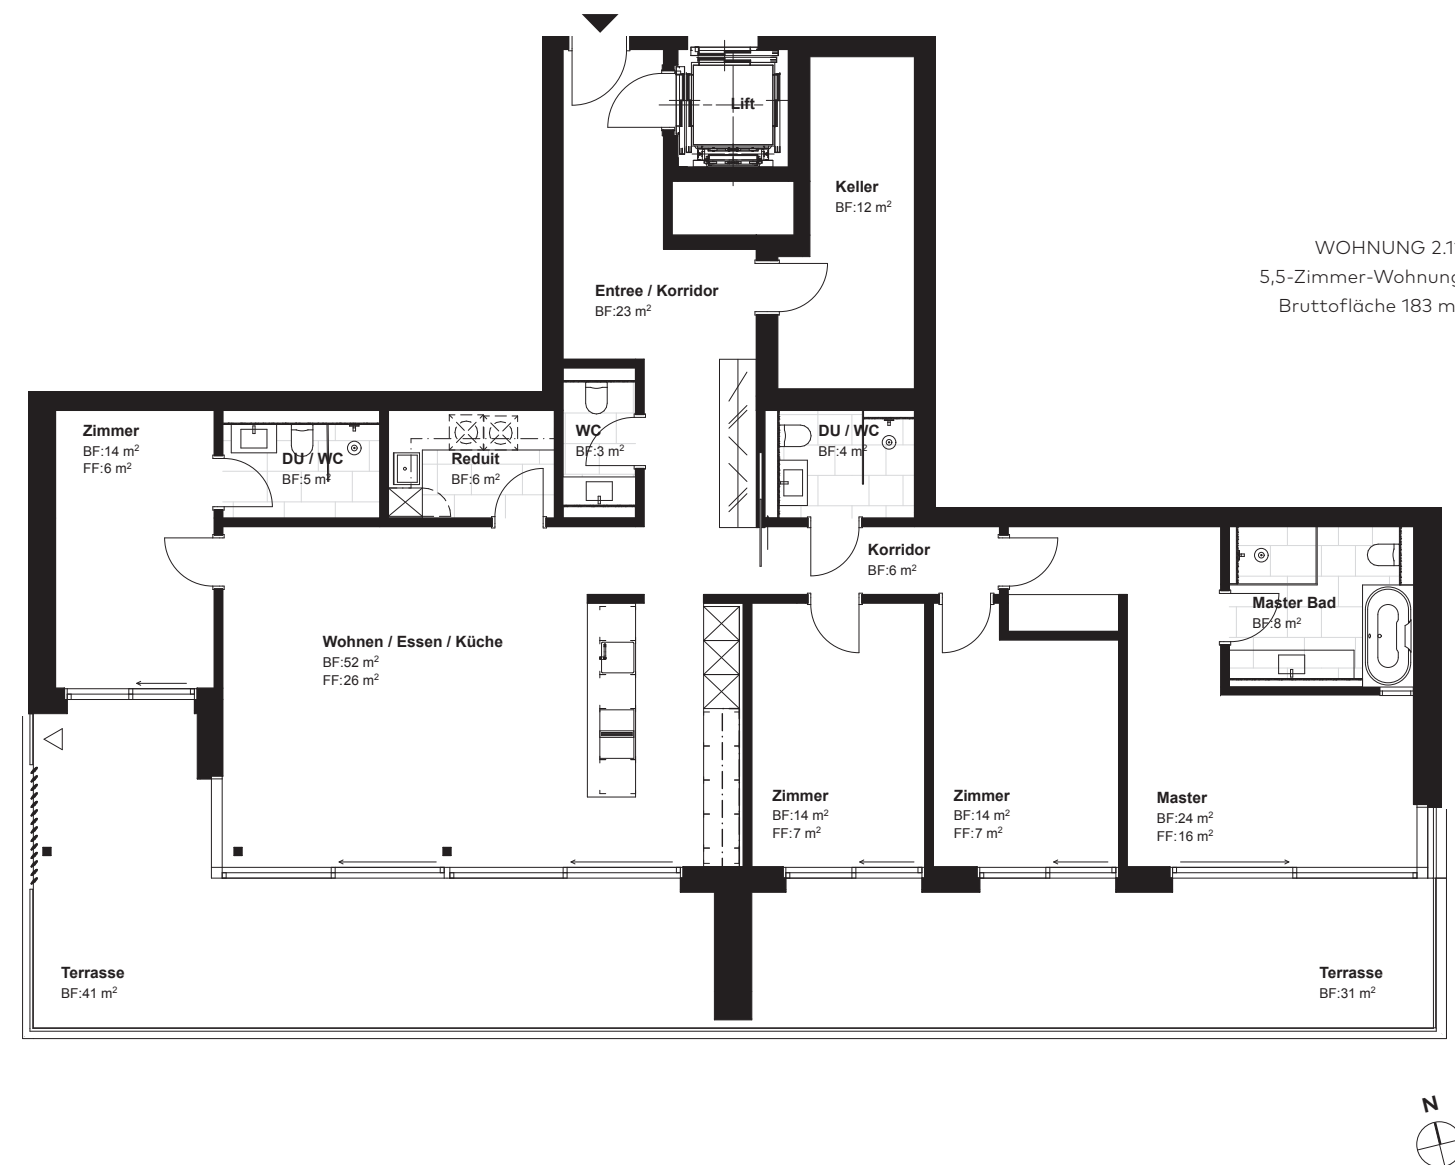 Lift
Keller
BF:12 m²
WOHNUNG 2.1
5,5-Zimmer-Wohnung
Bruttofläche 183 m
Entree / Korridor
BF:23 m²
Zimmer
BF:14 m²
FF:6 m²
DU / WC
BF:5 m²
Reduit
BF:6 m²
WC
BF:3 m²
DU / WC
BF:4 m²
Korridor
BF:6 m²
Master Bad
BF:8 m²
Wohnen / Essen / Küche
BF:52 m²
FF:26 m²
Zimmer
BF:14 m²
FF:7 m²
Zimmer
BF:14 m²
FF:7 m²
Master
BF:24 m²
FF:16 m²
Terrasse
BF:41 m²
Terrasse
BF:31 m²
N